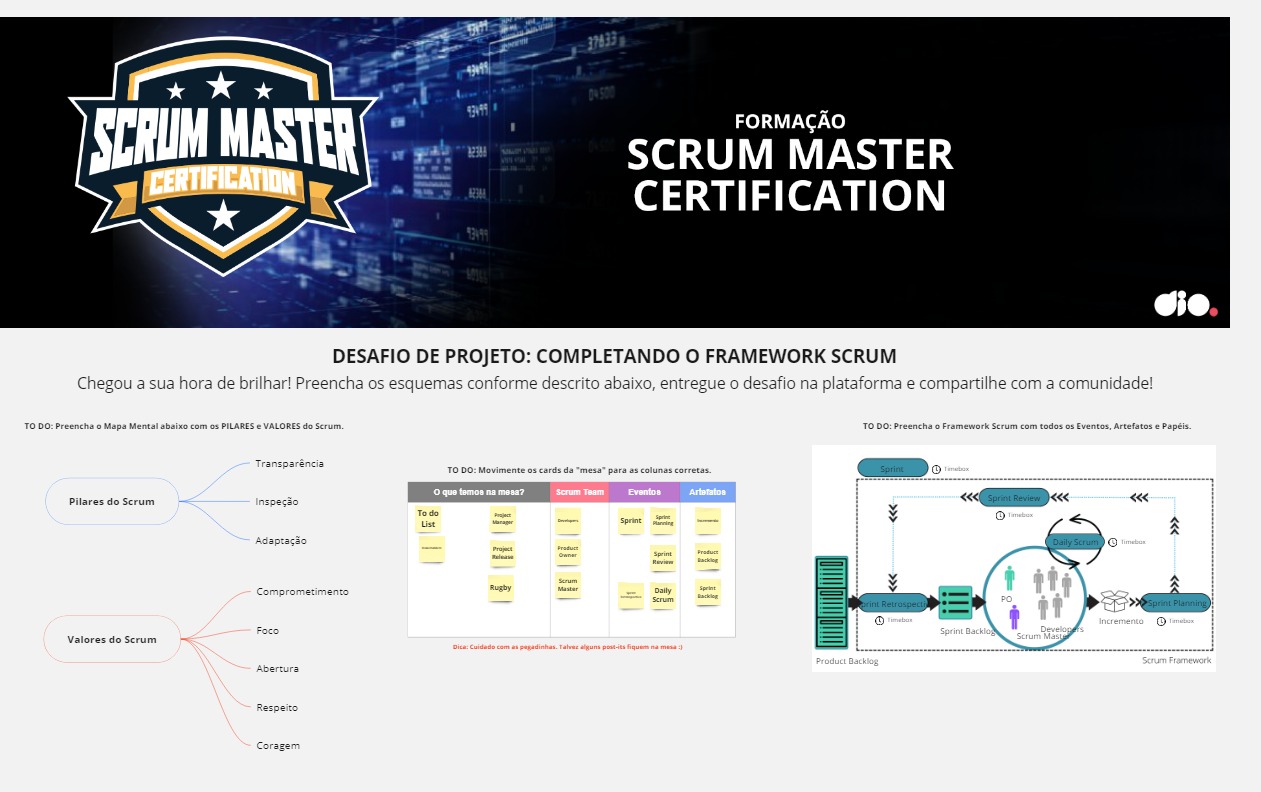 SCRUM MASTER
CERTIFICATION
FORMAÇÃO
SCRUM MASTER
CERTIFICATION
dio.
DESAFIO DE PROJETO: COMPLETANDO O FRAMEWORK SCRUM
Chegou a sua hora de brilhar! Preencha os esquemas conforme descrito abaixo, entregue o desafio na plataforma e compartilhe com a comunidade!
TO DO: Preencha o Mapa Mental abaixo com os PILARES e VALORES do Scrum.
Pilares do Scrum
Transparência
Inspeção
Adaptação
Valores do Scrum
Comprometimento
Foco
Abertura
Respeito
Coragem
TO DO: Movimente os cards da "mesa" para as colunas corretas.
O que temos na mesa?
Scrum Team
Eventos
Artefatos
To do
List
Project
Manager
Project
Release
Rugby
Developers
Product
Owner
Scrum
Master
Sprint
Sprint
Planning
Sprint
Review
Daily
Scrum
Incremento
Product
Backlog
Sprint
Backlog
Dica: Cuidado com as pegadinhas. Talvez alguns post-its fiquem na mesa :)
TO DO: Preencha o Framework Scrum com todos os Eventos, Artefatos e Papéis.
Sprint
Timebox
Sprint Review
Timebox
Daily Scrum
Timebox
PO
Developers
Scrum Master
print Retrospecti
Timebox
Sprint Backlog
Incremento
Sprint Planning
Timebox
Product Backlog
Scrum Framework